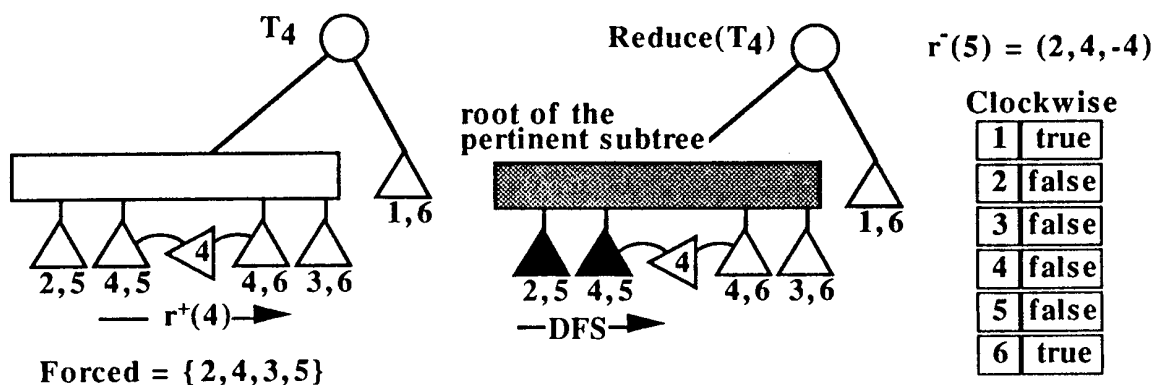 T4
1,6
4
2,5 4,5 4,6 3,6
r+(4)
Forced = {2,4,3,5}
Reduce(T4)
root of the
pertinent subtree
1,6
4
2,5 4,5 4,6 3,6
DFS
r-(5) = (2,4,-4)
Clockwise
1 true
2 false
3 false
4 false
5 false
6 true